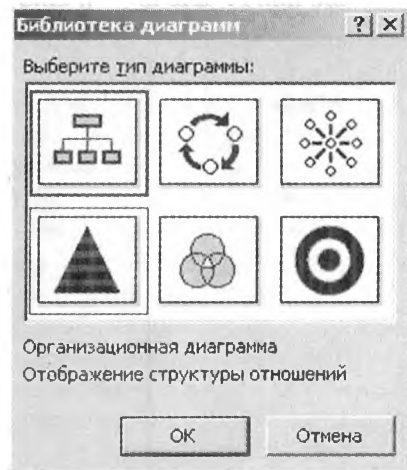 Библиотека диаграмм
Выберите тип диаграммы:
Организационная диаграмма
Отображение структуры отношений
ОК
Отмена